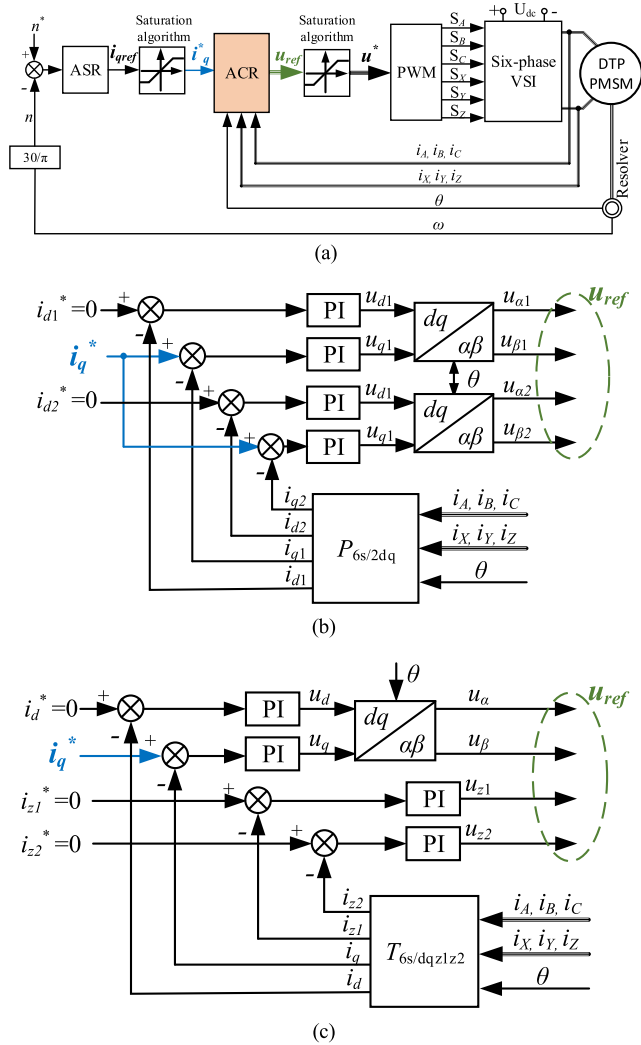 n*
+
-
n
30/π
ASR
iqref
Saturation
algorithm
i*q
ACR
uref
Saturation
algorithm
u*
PWM
SA
SB
SC
SX
SY
SY
SZ
+ Udc -
Six-phase
VSI
DTP
PMSM
Resolver
iA, iB, iC
iX, iY, iZ
θ
ω
(a)
id1*=0
+
-
PI
ud1
dq
αβ
uα1
uref
iq*
+
-
PI
uq1
uβ1
θ
id2*=0
+
-
PI
ud1
dq
αβ
uα2
+
-
PI
uq1
uβ2
iq2
id2
iq1
id1
P6s/2dq
iA, iB, iC
iX, iY, iZ
θ
(b)
θ
id*=0
+
-
PI
ud
dq
αβ
uα
uref
iq*
+
-
PI
uq
uβ
iz1*=0
+
-
PI
uz1
iz2*=0
+
-
PI
uz2
iz2
iz1
iq
id
T6s/dqz1z2
iA, iB, iC
iX, iY, iZ
θ
(c)